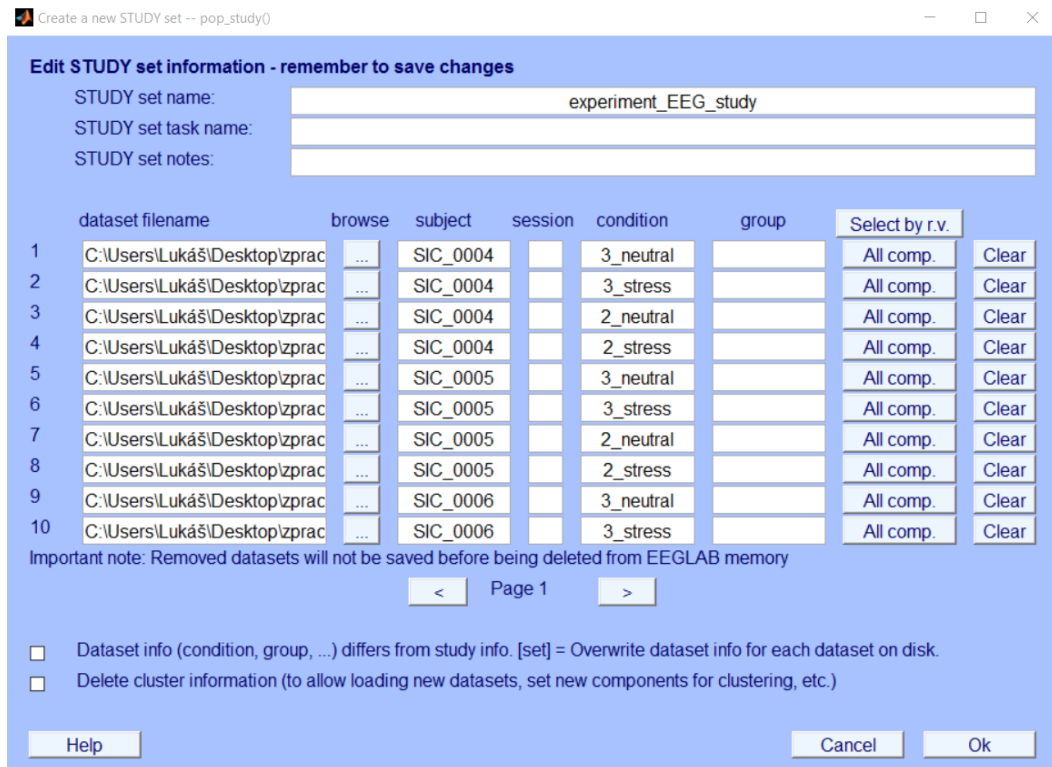 Create a new STUDY set -- pop_study()
Edit STUDY set information - remember to save changes
STUDY set name: experiment_EEG_study
STUDY set task name:
STUDY set notes:
dataset filename browse subject session condition group Select by r.v.
1 C:\Users\Lukáš\Desktop\zprac ... SIC_0004 3_neutral All comp. Clear
2 C:\Users\Lukáš\Desktop\zprac ... SIC_0004 3_stress All comp. Clear
3 C:\Users\Lukáš\Desktop\zprac ... SIC_0004 2_neutral All comp. Clear
4 C:\Users\Lukáš\Desktop\zprac ... SIC_0004 2_stress All comp. Clear
5 C:\Users\Lukáš\Desktop\zprac ... SIC_0005 3_neutral All comp. Clear
6 C:\Users\Lukáš\Desktop\zprac ... SIC_0005 3_stress All comp. Clear
7 C:\Users\Lukáš\Desktop\zprac ... SIC_0005 2_neutral All comp. Clear
8 C:\Users\Lukáš\Desktop\zprac ... SIC_0005 2_stress All comp. Clear
9 C:\Users\Lukáš\Desktop\zprac ... SIC_0006 3_neutral All comp. Clear
10 C:\Users\Lukáš\Desktop\zprac ... SIC_0006 3_stress All comp. Clear
Important note: Removed datasets will not be saved before being deleted from EEGLAB memory
< Page 1 >
Dataset info (condition, group, ...) differs from study info. [set] = Overwrite dataset info for each dataset on disk.
Delete cluster information (to allow loading new datasets, set new components for clustering, etc.)
Help Cancel Ok